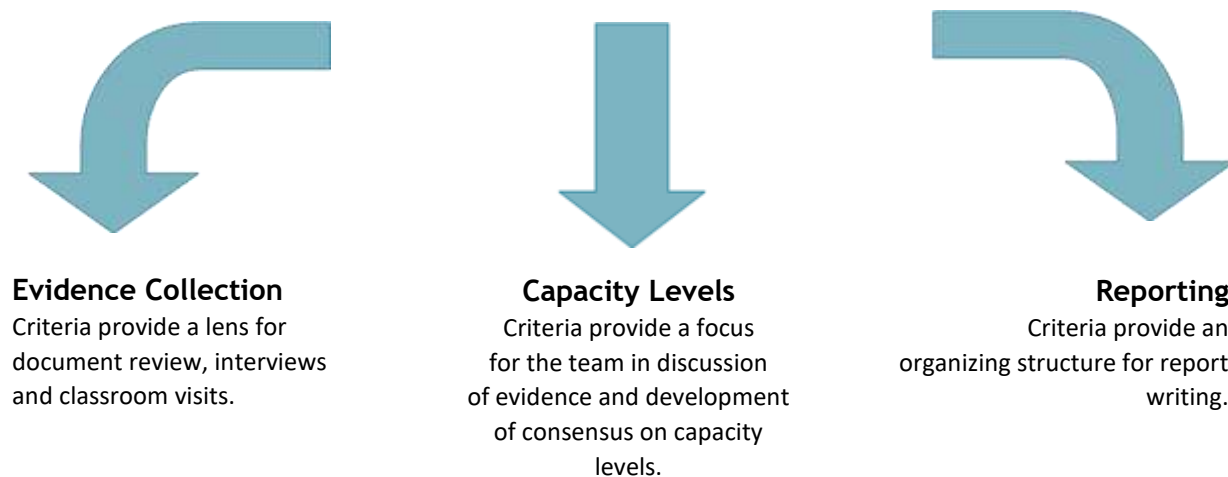 Evidence Collection
Criteria provide a lens for
document review, interviews
and classroom visits.
Capacity Levels
Criteria provide a focus
for the team in discussion
of evidence and development
of consensus on capacity
levels.
Reporting
Criteria provide an
organizing structure for report
writing.